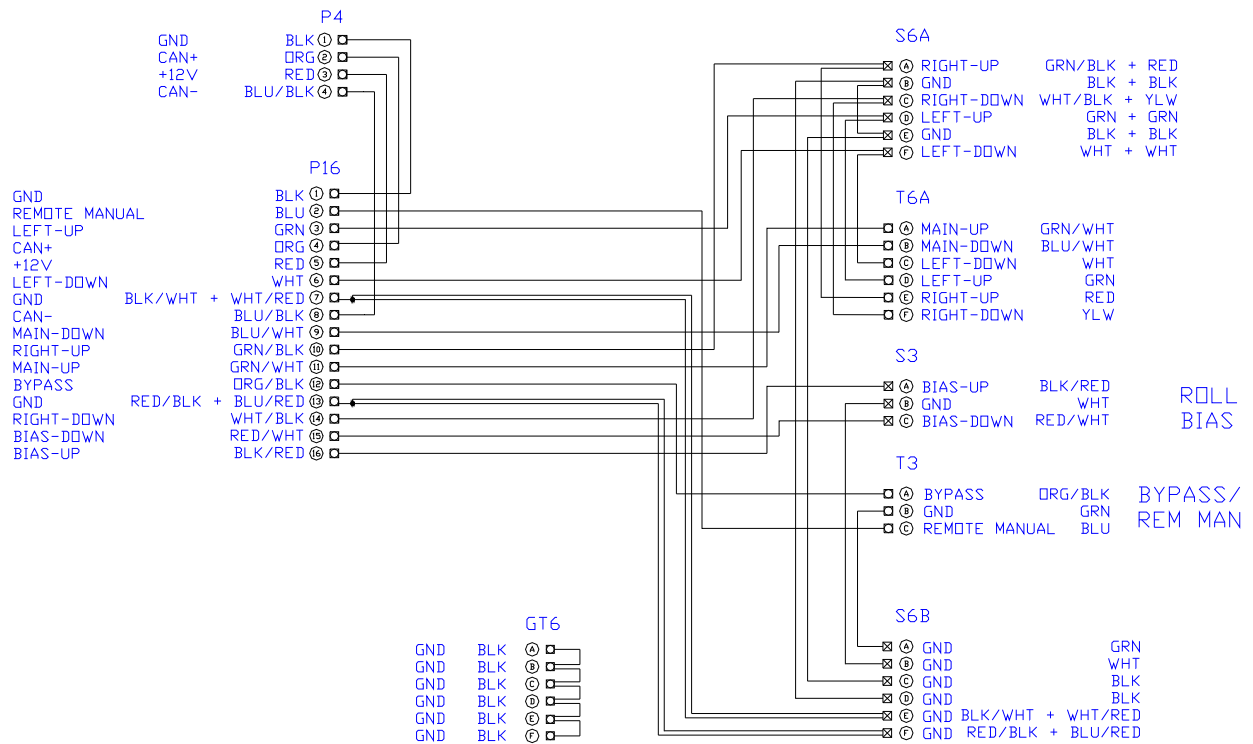 P4
GND BLK 1
CAN+ ORG 2
+12V RED 3
CAN- BLU/BLK 4
P16
GND BLK 1
REMOTE MANUAL BLU 2
LEFT-UP GRN 3
CAN+ ORG 4
+12V RED 5
LEFT-DOWN WHT 6
GND BLK/WHT + WHT/RED 7
CAN- BLU/BLK 8
MAIN-DOWN BLU/WHT 9
RIGHT-UP GRN/BLK 10
MAIN-UP GRN/WHT 11
BYPASS ORG/BLK 12
GND RED/BLK + BLU/RED 13
RIGHT-DOWN WHT/BLK 14
BIAS-DOWN RED/WHT 15
BIAS-UP BLK/RED 16
S6A
A RIGHT-UP GRN/BLK + RED
B GND BLK + BLK
C RIGHT-DOWN WHT/BLK + YLW
D LEFT-UP GRN + GRN
E GND BLK + BLK
F LEFT-DOWN WHT + WHT
T6A
A MAIN-UP GRN/WHT
B MAIN-DOWN BLU/WHT
C LEFT-DOWN WHT
D LEFT-UP GRN
E RIGHT-UP RED
F RIGHT-DOWN YLW
S3
A BIAS-UP BLK/RED
B GND WHT
C BIAS-DOWN RED/WHT
ROLL
BIAS
T3
A BYPASS ORG/BLK
B GND GRN
C REMOTE MANUAL BLU
BYPASS/
REM MAN
GT6
GND BLK A
GND BLK B
GND BLK C
GND BLK D
GND BLK E
GND BLK F
S6B
A GND GRN
B GND WHT
C GND BLK
D GND BLK
E GND BLK/WHT + WHT/RED
F GND RED/BLK + BLU/RED